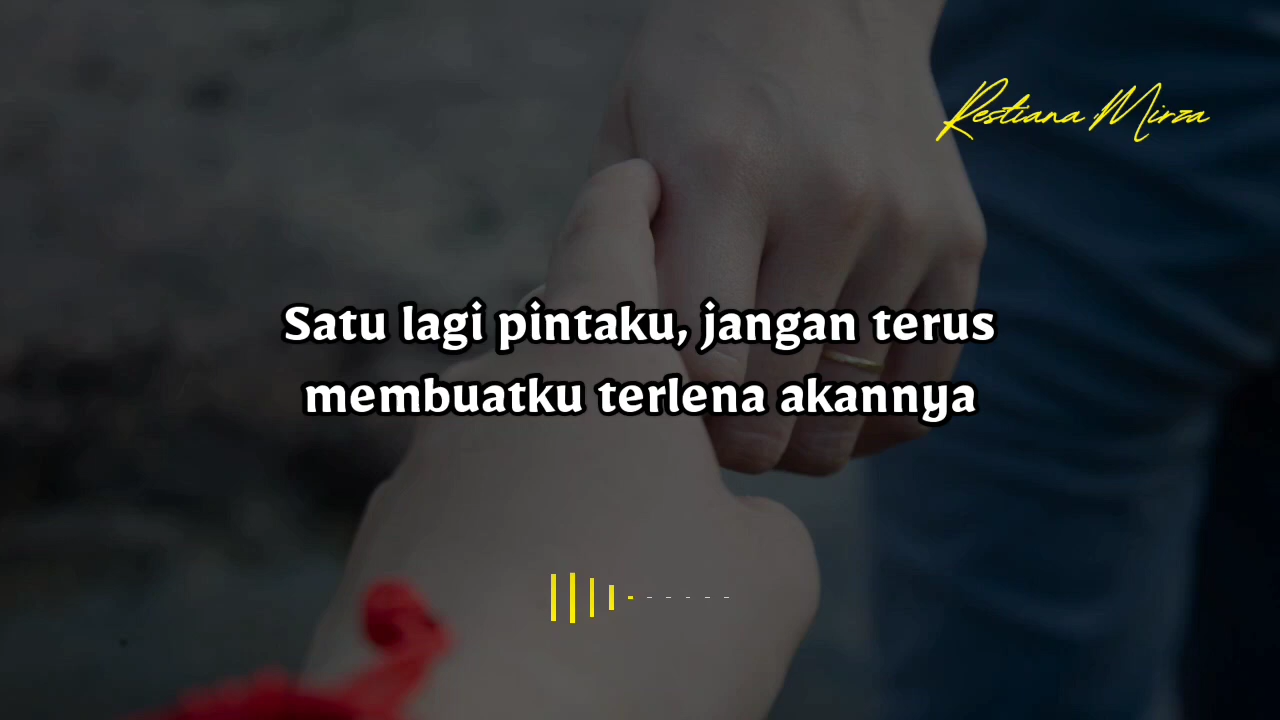 Restiana Mirza
Satu lagi pintaku, jangan terus
membuatku terlena akannya